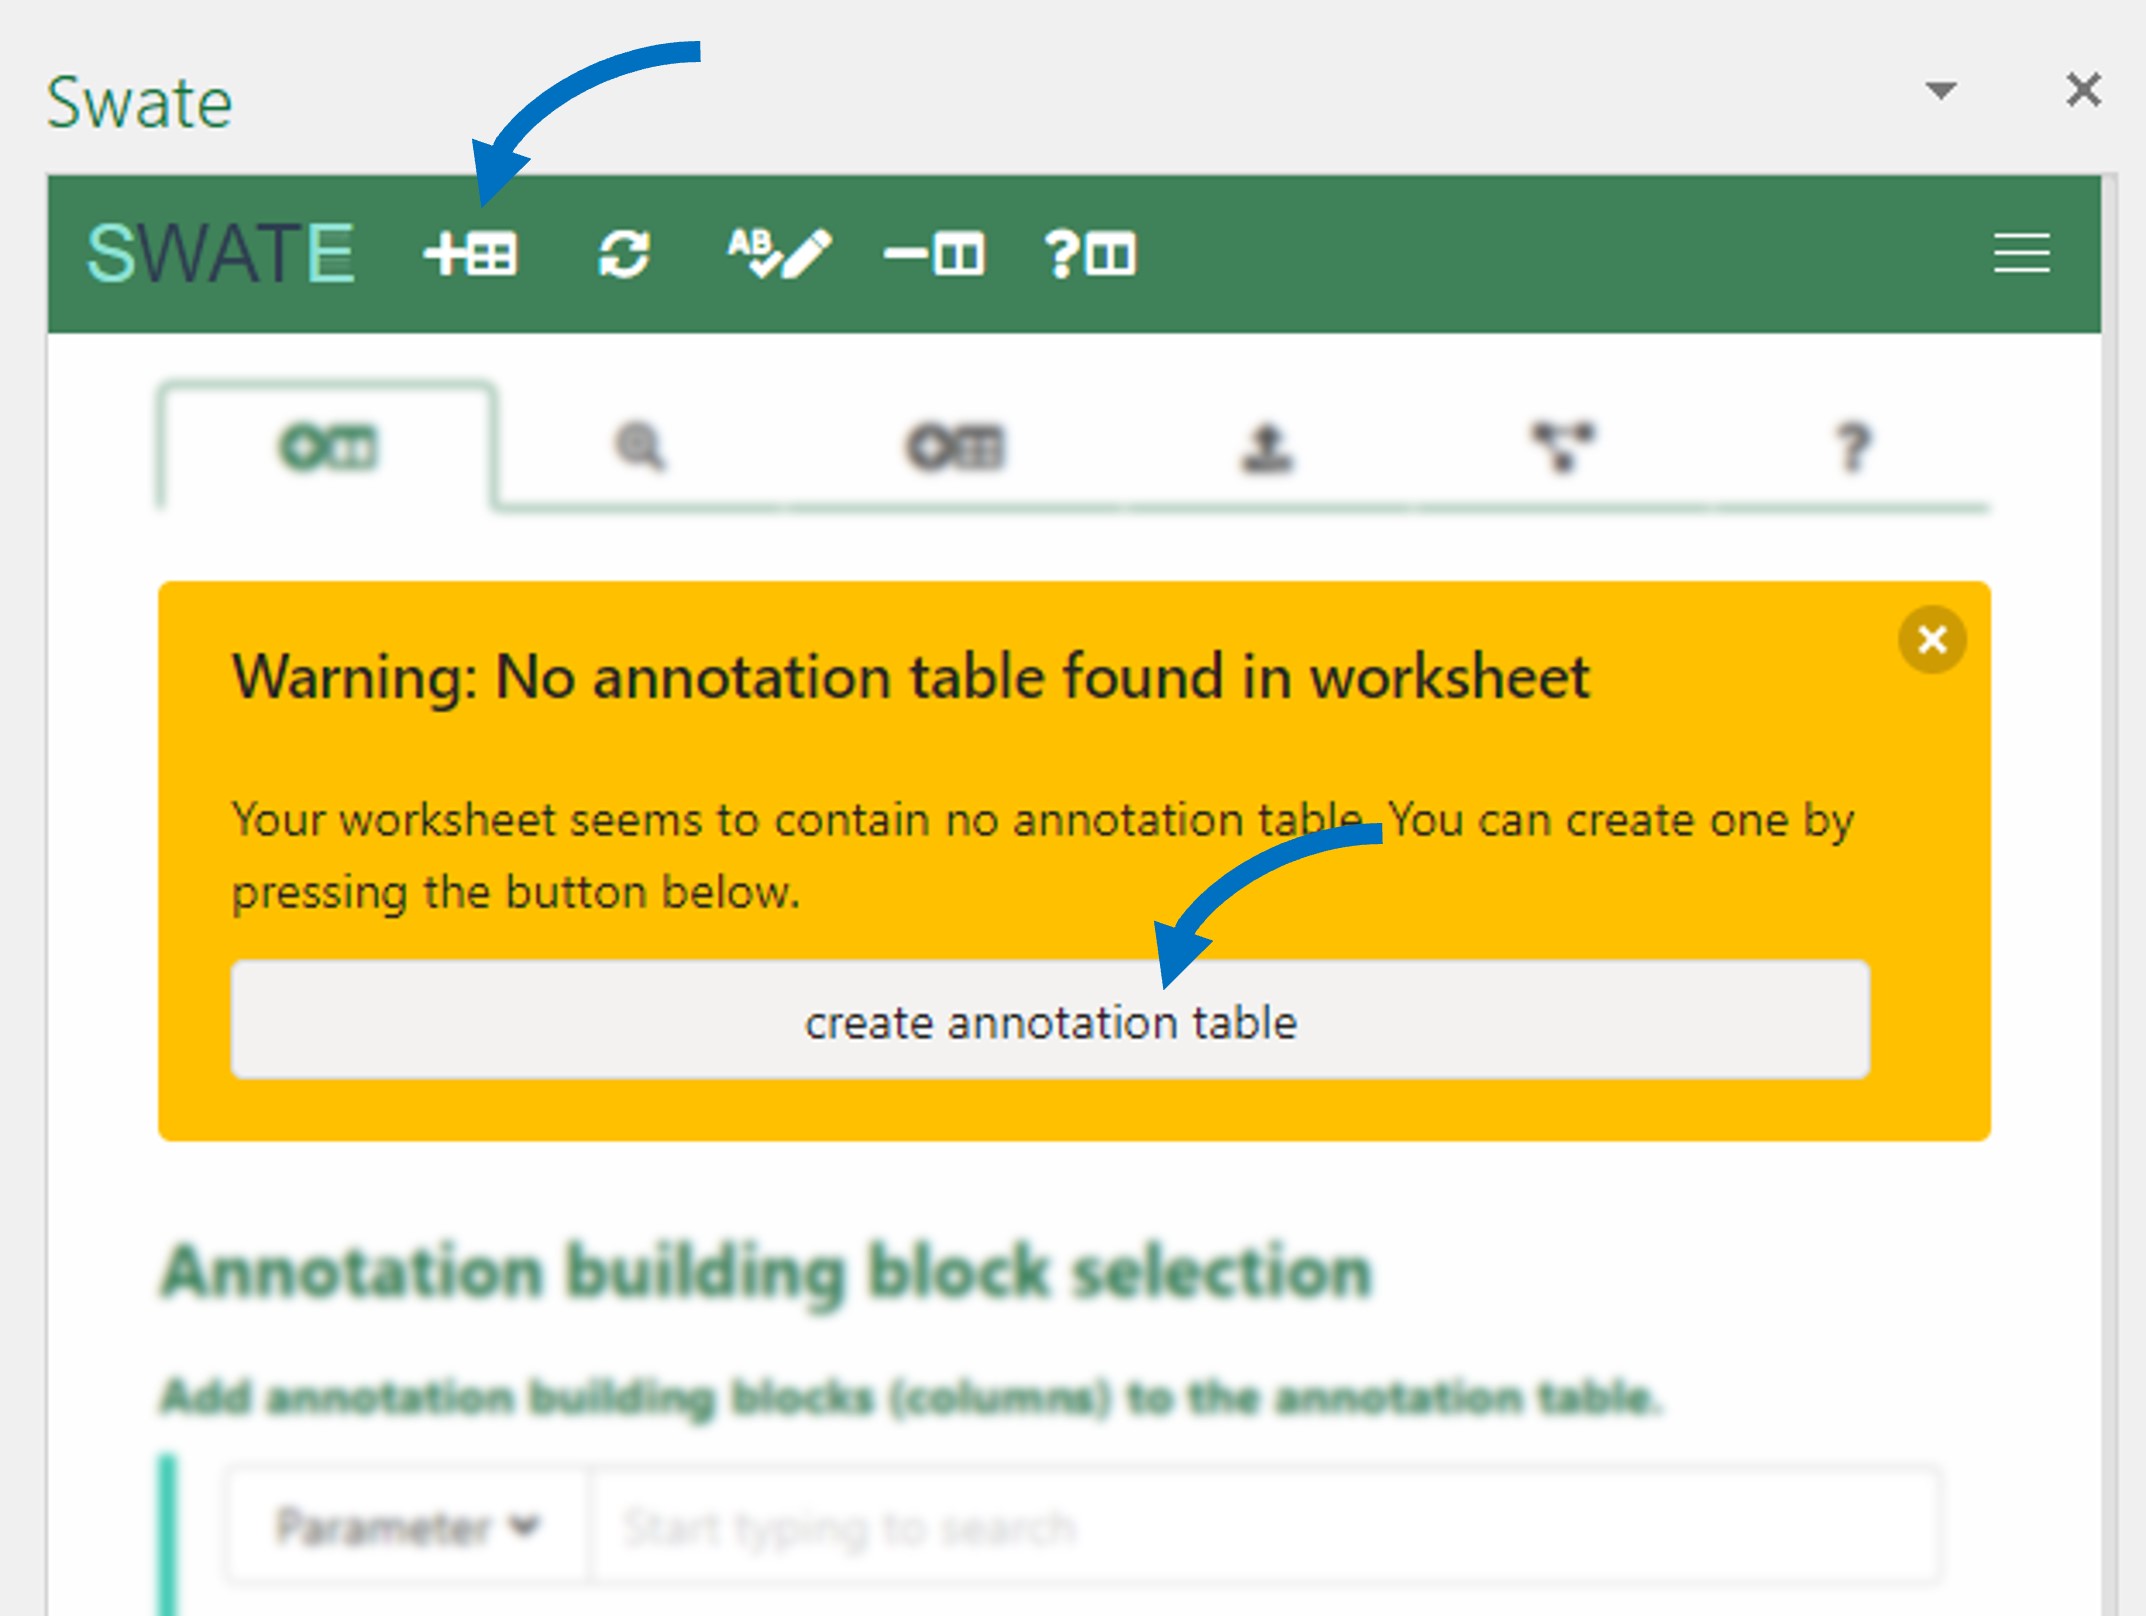 Swate
SWATE
AB
Warning: No annotation table found in worksheet
Your worksheet seems to contain no annotation table. You can create one by
pressing the button below.
create annotation table
Annotation building block selection
Add annotation building blocks (columns) to the annotation table.
Parameter
Start typing to search